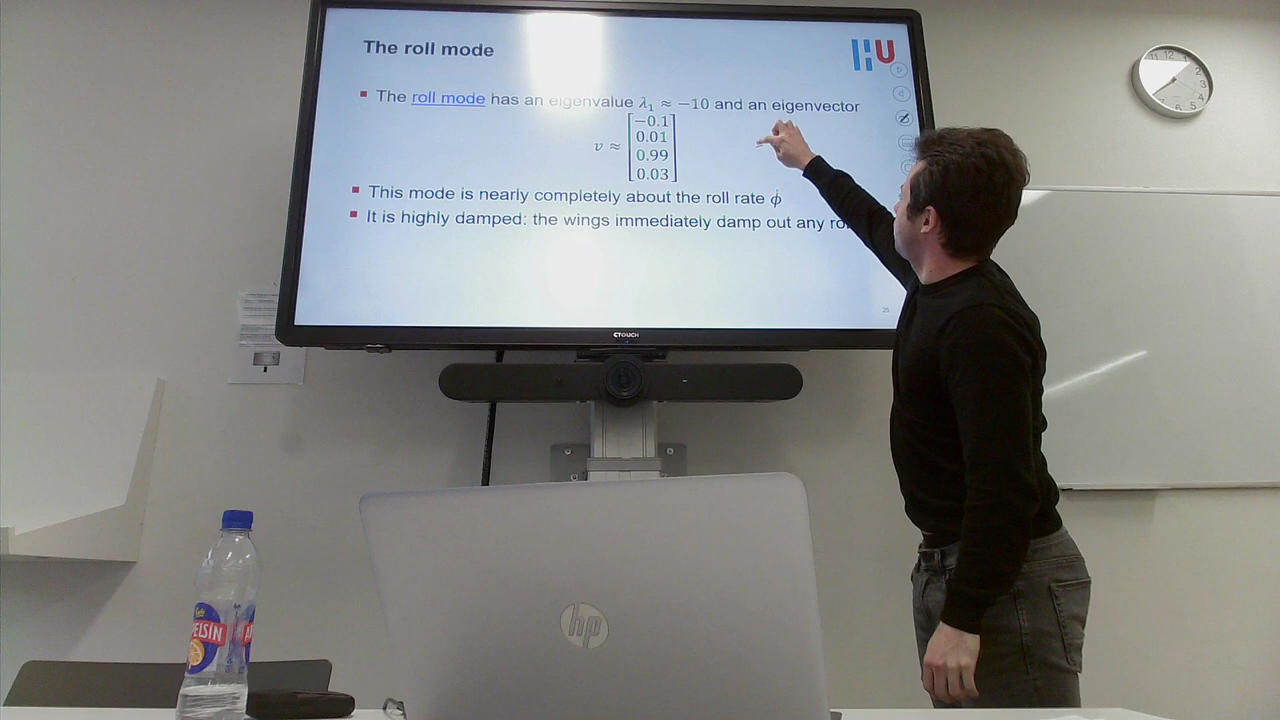 The roll mode
HU
The roll mode has an eigenvalue λ₁ ≈ −10 and an eigenvector
v ≈ [−0.1
0.01
0.99
0.03]
This mode is nearly completely about the roll rate ϕ̇
It is highly damped: the wings immediately damp out any
25
CTOUCH
hp